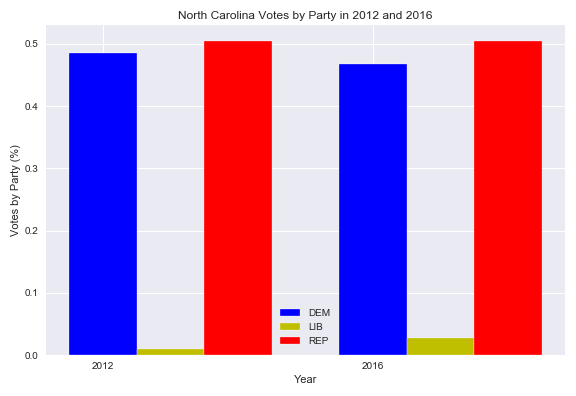 North Carolina Votes by Party in 2012 and 2016
Votes by Party (%)
0.5
0.4
0.3
0.2
0.1
0.0
DEM
LIB
REP
2012
2016
Year